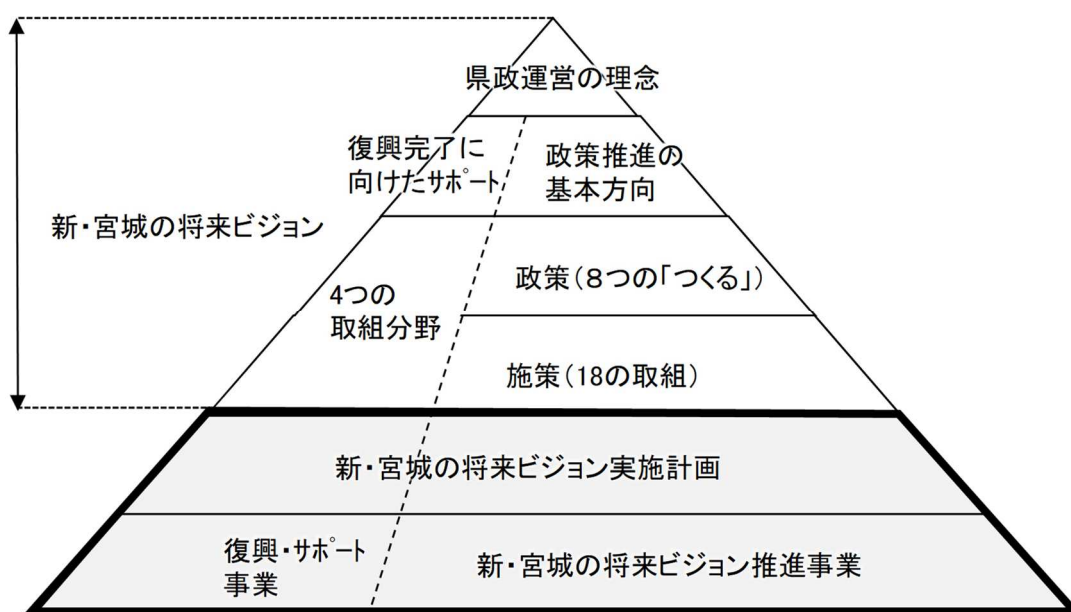 県政運営の理念
復興完了に
向けたサポート
政策推進の
基本方向
新・宮城の将来ビジョン
4つの
取組分野
政策(8つの「つくる」)
施策(18の取組)
新・宮城の将来ビジョン実施計画
復興・サポート
事業
新・宮城の将来ビジョン推進事業